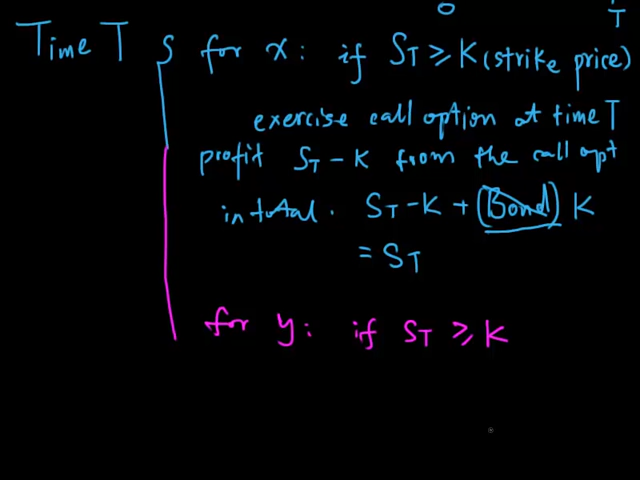 0
T
Time T { for x: if S_T ≥ K (strike price)
exercise call option at time T
profit S_T - K from the call opt
in total. S_T - K + (Bond) K
= S_T
for y: if S_T ≥ K